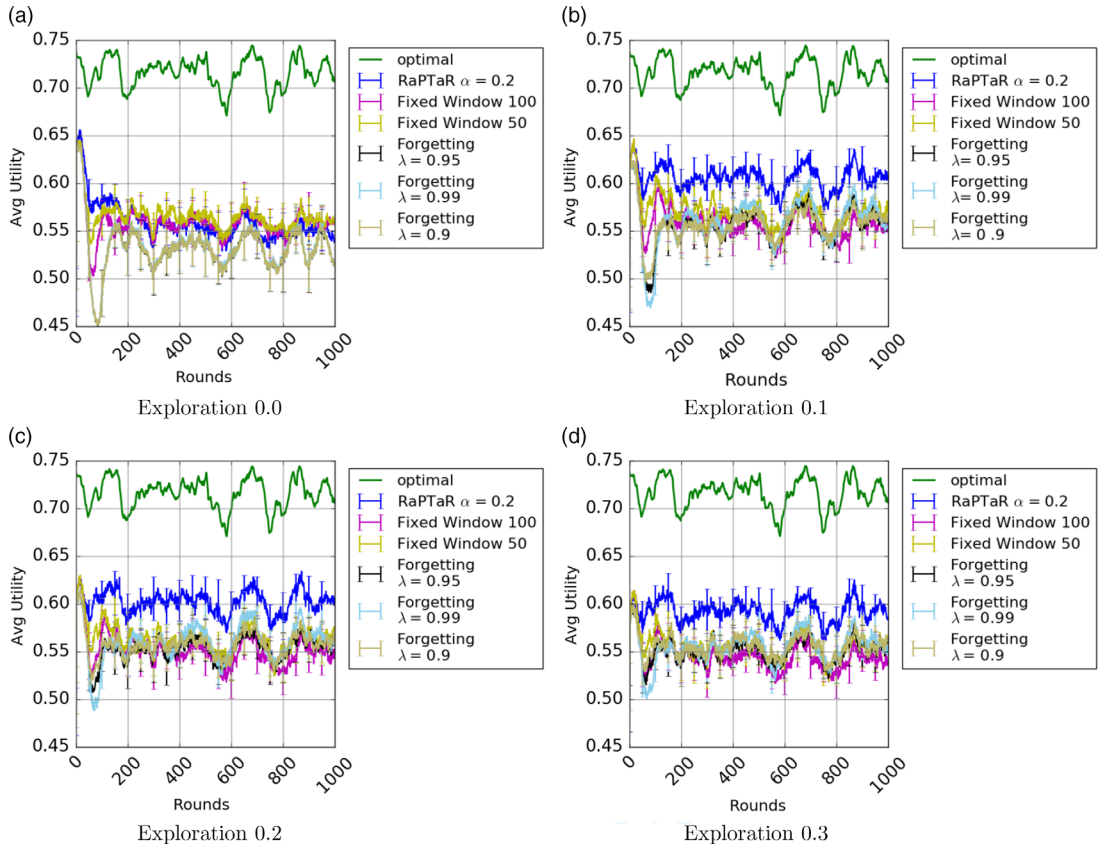 (a)
0.75
0.70
0.65
0.60
0.55
0.50
0.45
Avg Utility
0
200
400
600
800
1000
Rounds
optimal
RaPTaR α = 0.2
Fixed Window 100
Fixed Window 50
Forgetting
λ = 0.95
Forgetting
λ = 0.99
Forgetting
λ = 0.9
Exploration 0.0
(b)
0.75
0.70
0.65
0.60
0.55
0.50
0.45
Avg Utility
0
200
400
600
800
1000
Rounds
optimal
RaPTaR α = 0.2
Fixed Window 100
Fixed Window 50
Forgetting
λ = 0.95
Forgetting
λ = 0.99
Forgetting
λ= 0 .9
Exploration 0.1
(c)
0.75
0.70
0.65
0.60
0.55
0.50
0.45
Avg Utility
0
200
400
600
800
1000
Rounds
optimal
RaPTaR α = 0.2
Fixed Window 100
Fixed Window 50
Forgetting
λ = 0.95
Forgetting
λ = 0.99
Forgetting
λ = 0.9
Exploration 0.2
(d)
0.75
0.70
0.65
0.60
0.55
0.50
0.45
Avg Utility
0
200
400
600
800
1000
Rounds
optimal
RaPTaR α = 0.2
Fixed Window 100
Fixed Window 50
Forgetting
λ = 0.95
Forgetting
λ = 0.99
Forgetting
λ = 0.9
Exploration 0.3